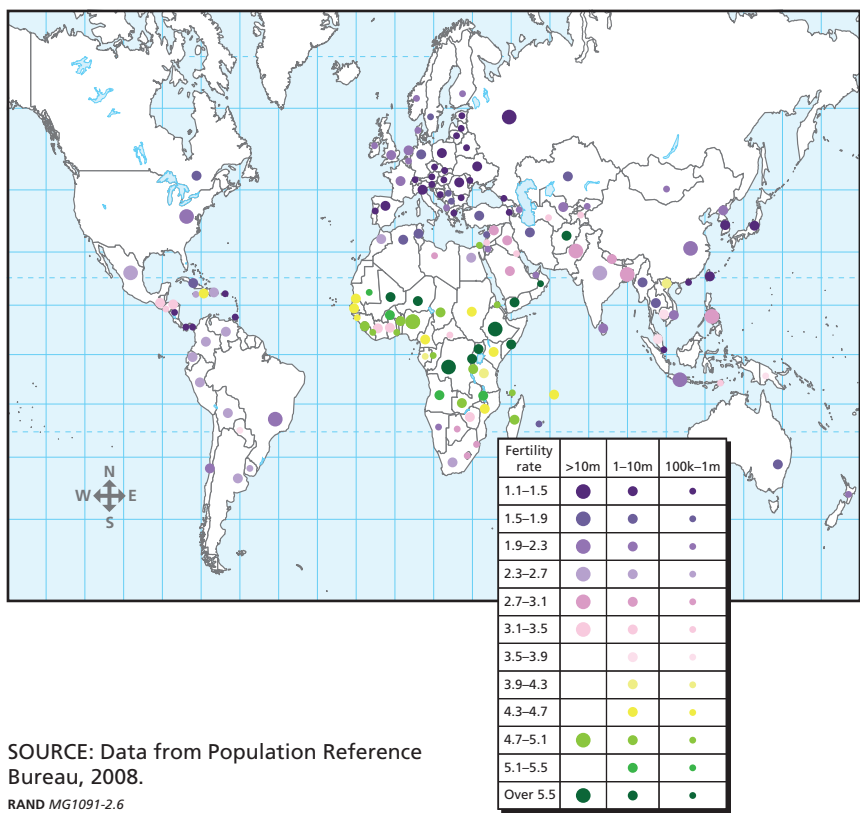 N
W E
S
Fertility rate >10m 1–10m 100k–1m
1.1–1.5
1.5–1.9
1.9–2.3
2.3–2.7
2.7–3.1
3.1–3.5
3.5–3.9
3.9–4.3
4.3–4.7
4.7–5.1
5.1–5.5
Over 5.5
SOURCE: Data from Population Reference
Bureau, 2008.
RAND MG1091-2.6